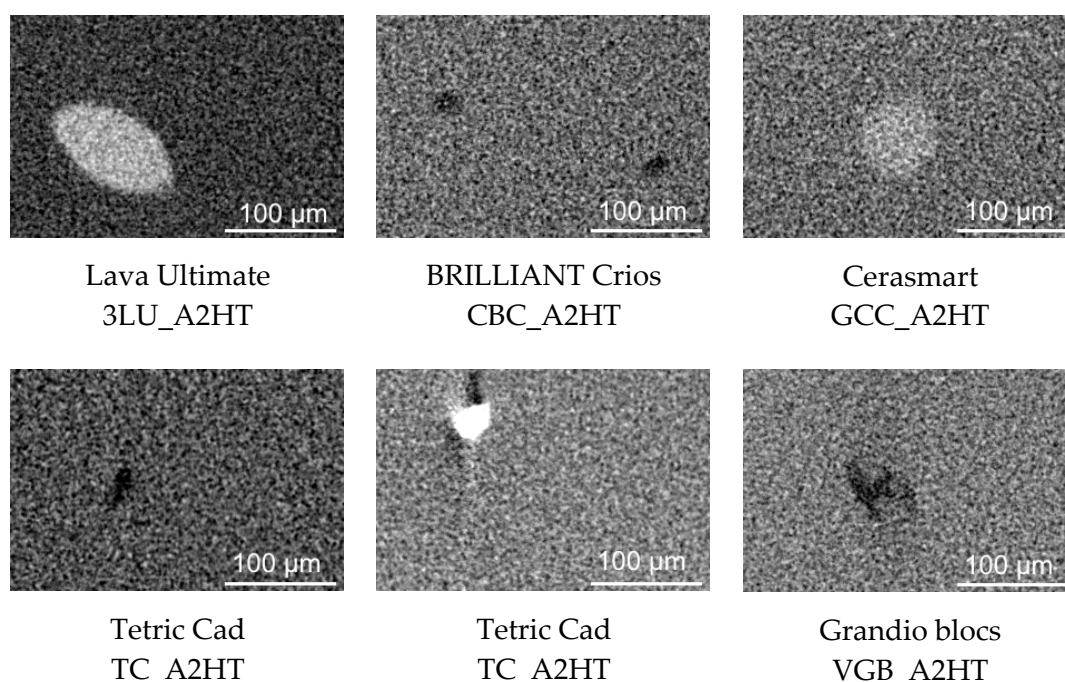 100 µm
100 µm
100 µm
Lava Ultimate
3LU_A2HT
BRILLIANT Crios
CBC_A2HT
Cerasmart
GCC_A2HT
100 µm
100 µm
100 µm
Tetric Cad
TC_A2HT
Tetric Cad
TC_A2HT
Grandio blocs
VGB_A2HT